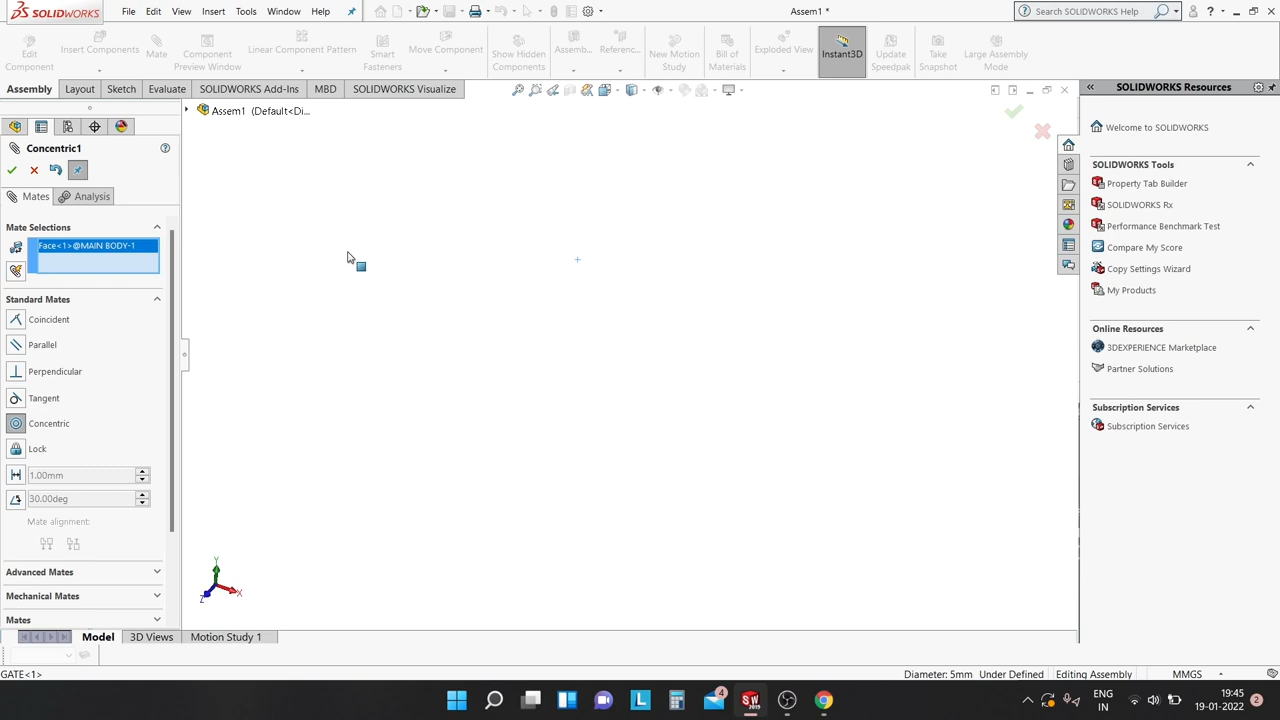 SOLIDWORKS
File Edit View Insert Tools Window Help
Assem1 *
Search SOLIDWORKS Help
Edit Component
Insert Components
Mate
Component Preview Window
Linear Component Pattern
Smart Fasteners
Move Component
Show Hidden Components
Assemb...
Referenc...
New Motion Study
Bill of Materials
Exploded View
Instant3D
Update Speedpak
Take Snapshot
Large Assembly Mode
Assembly Layout Sketch Evaluate SOLIDWORKS Add-Ins MBD SOLIDWORKS Visualize
SOLIDWORKS Resources
Assem1 (Default<Di...
Welcome to SOLIDWORKS
Concentric1
SOLIDWORKS Tools
Property Tab Builder
Mates Analysis
SOLIDWORKS Rx
Mate Selections
Performance Benchmark Test
Face<1>@MAIN BODY-1
Compare My Score
Copy Settings Wizard
My Products
Standard Mates
Coincident
Online Resources
Parallel
3DEXPERIENCE Marketplace
Perpendicular
Partner Solutions
Tangent
Subscription Services
Concentric
Subscription Services
Lock
1.00mm
30.00deg
Mate alignment:
Advanced Mates
Mechanical Mates
Mates
Y
X
Z
Model 3D Views Motion Study 1
GATE<1>
Diameter: 5mm Under Defined Editing Assembly MMGS
4
SW
2019
L
ENG
IN
19:45
19-01-2022
2